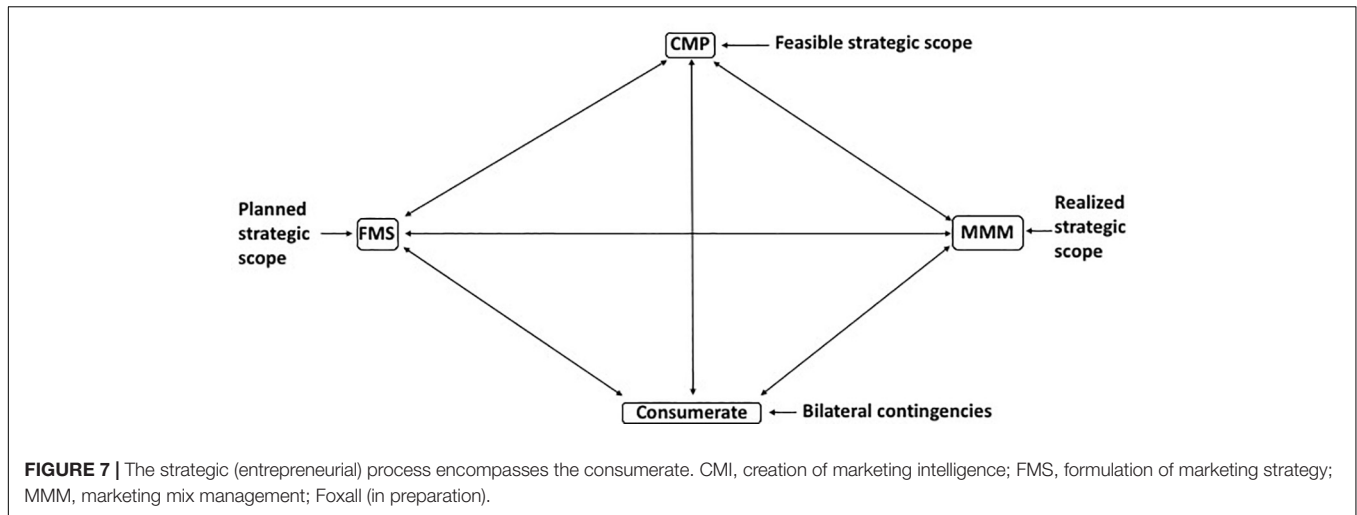 CMP
Feasible strategic scope
Planned
strategic
scope
FMS
MMM
Realized
strategic
scope
Consumerate
Bilateral contingencies
FIGURE 7 | The strategic (entrepreneurial) process encompasses the consumerate. CMI, creation of marketing intelligence; FMS, formulation of marketing strategy;
MMM, marketing mix management; Foxall (in preparation).